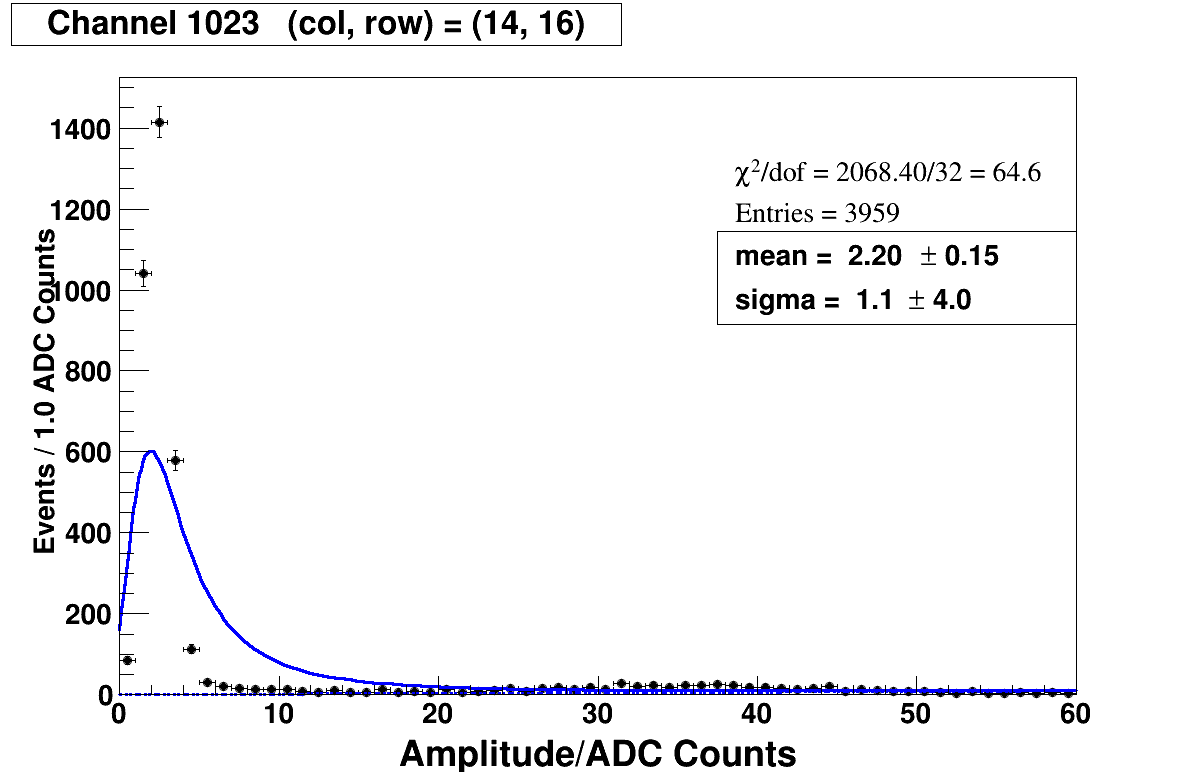 Channel 1023 (col, row) = (14, 16)
χ²/dof = 2068.40/32 = 64.6
Entries = 3959
mean = 2.20 ± 0.15
sigma = 1.1 ± 4.0
Events / 1.0 ADC Counts
1400
1200
1000
800
600
400
200
0
0 10 20 30 40 50 60
Amplitude/ADC Counts